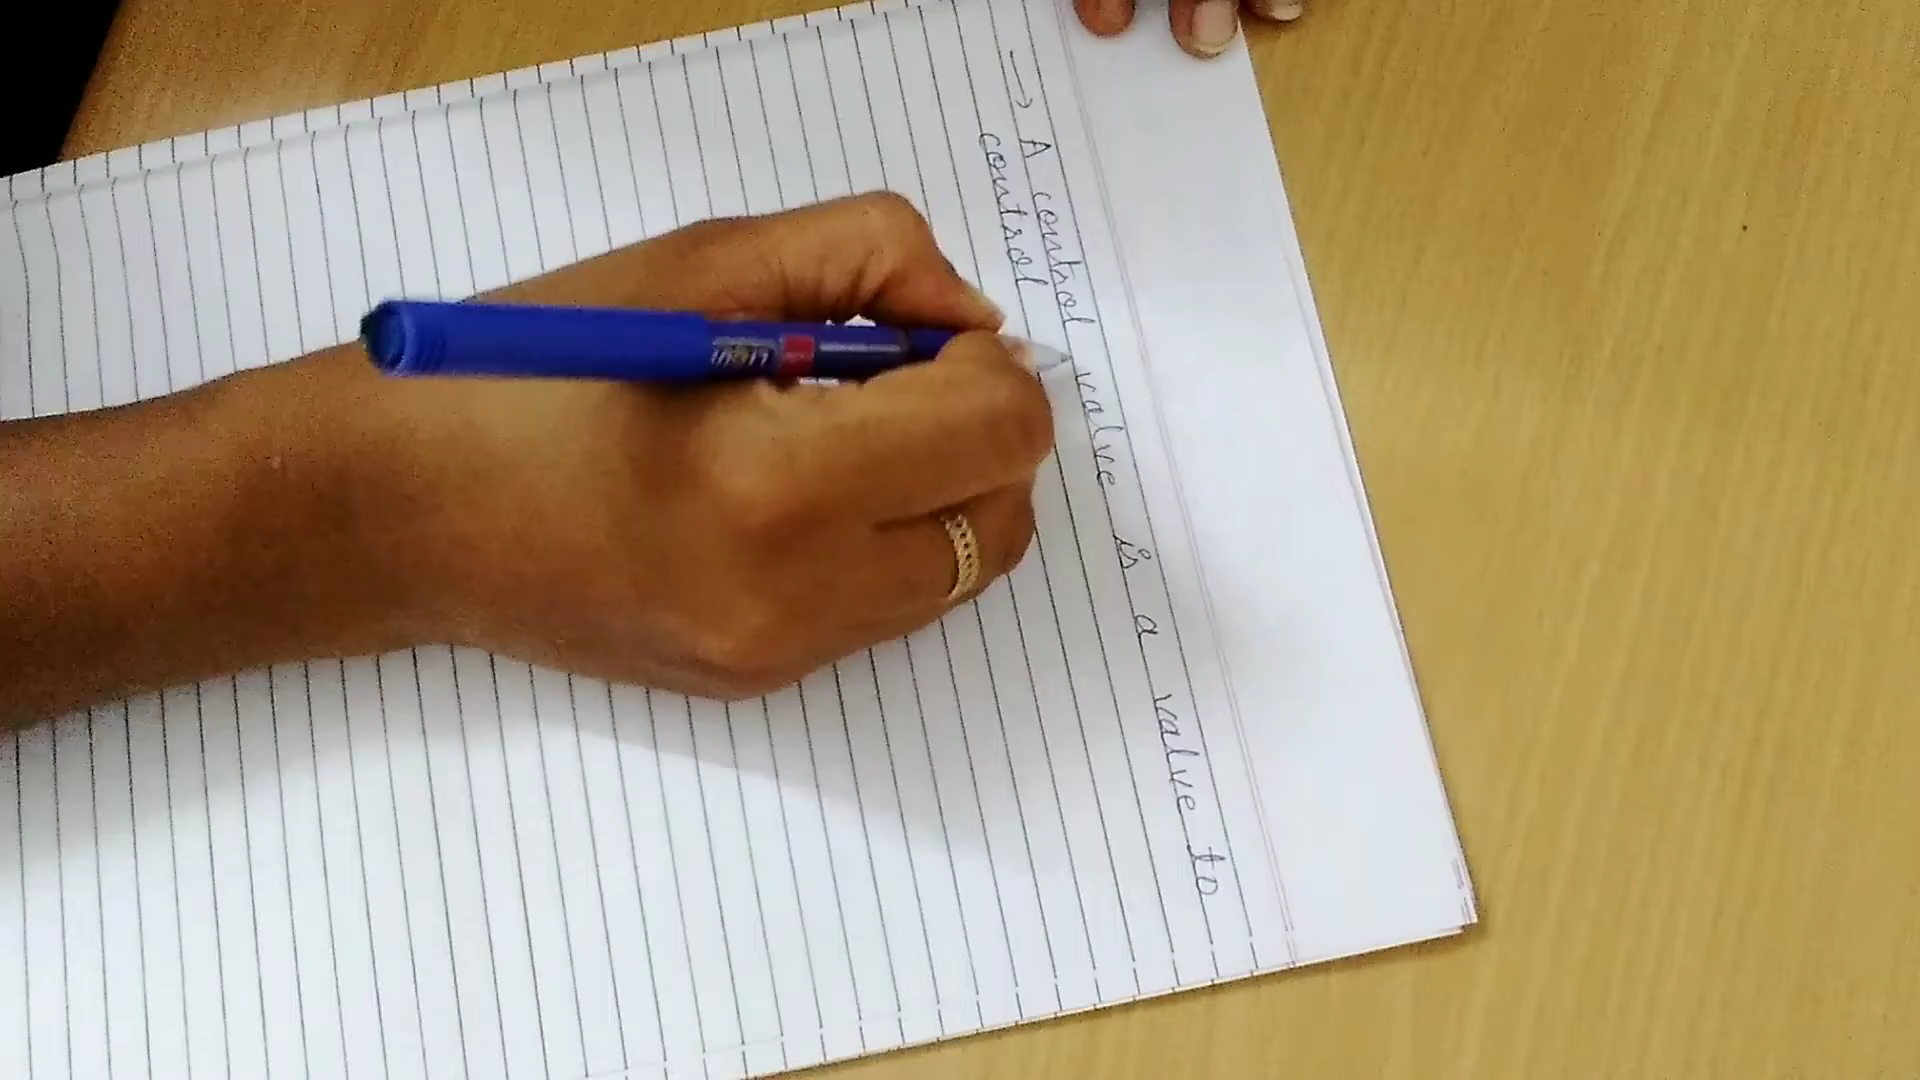 → A control valve is a valve to
control